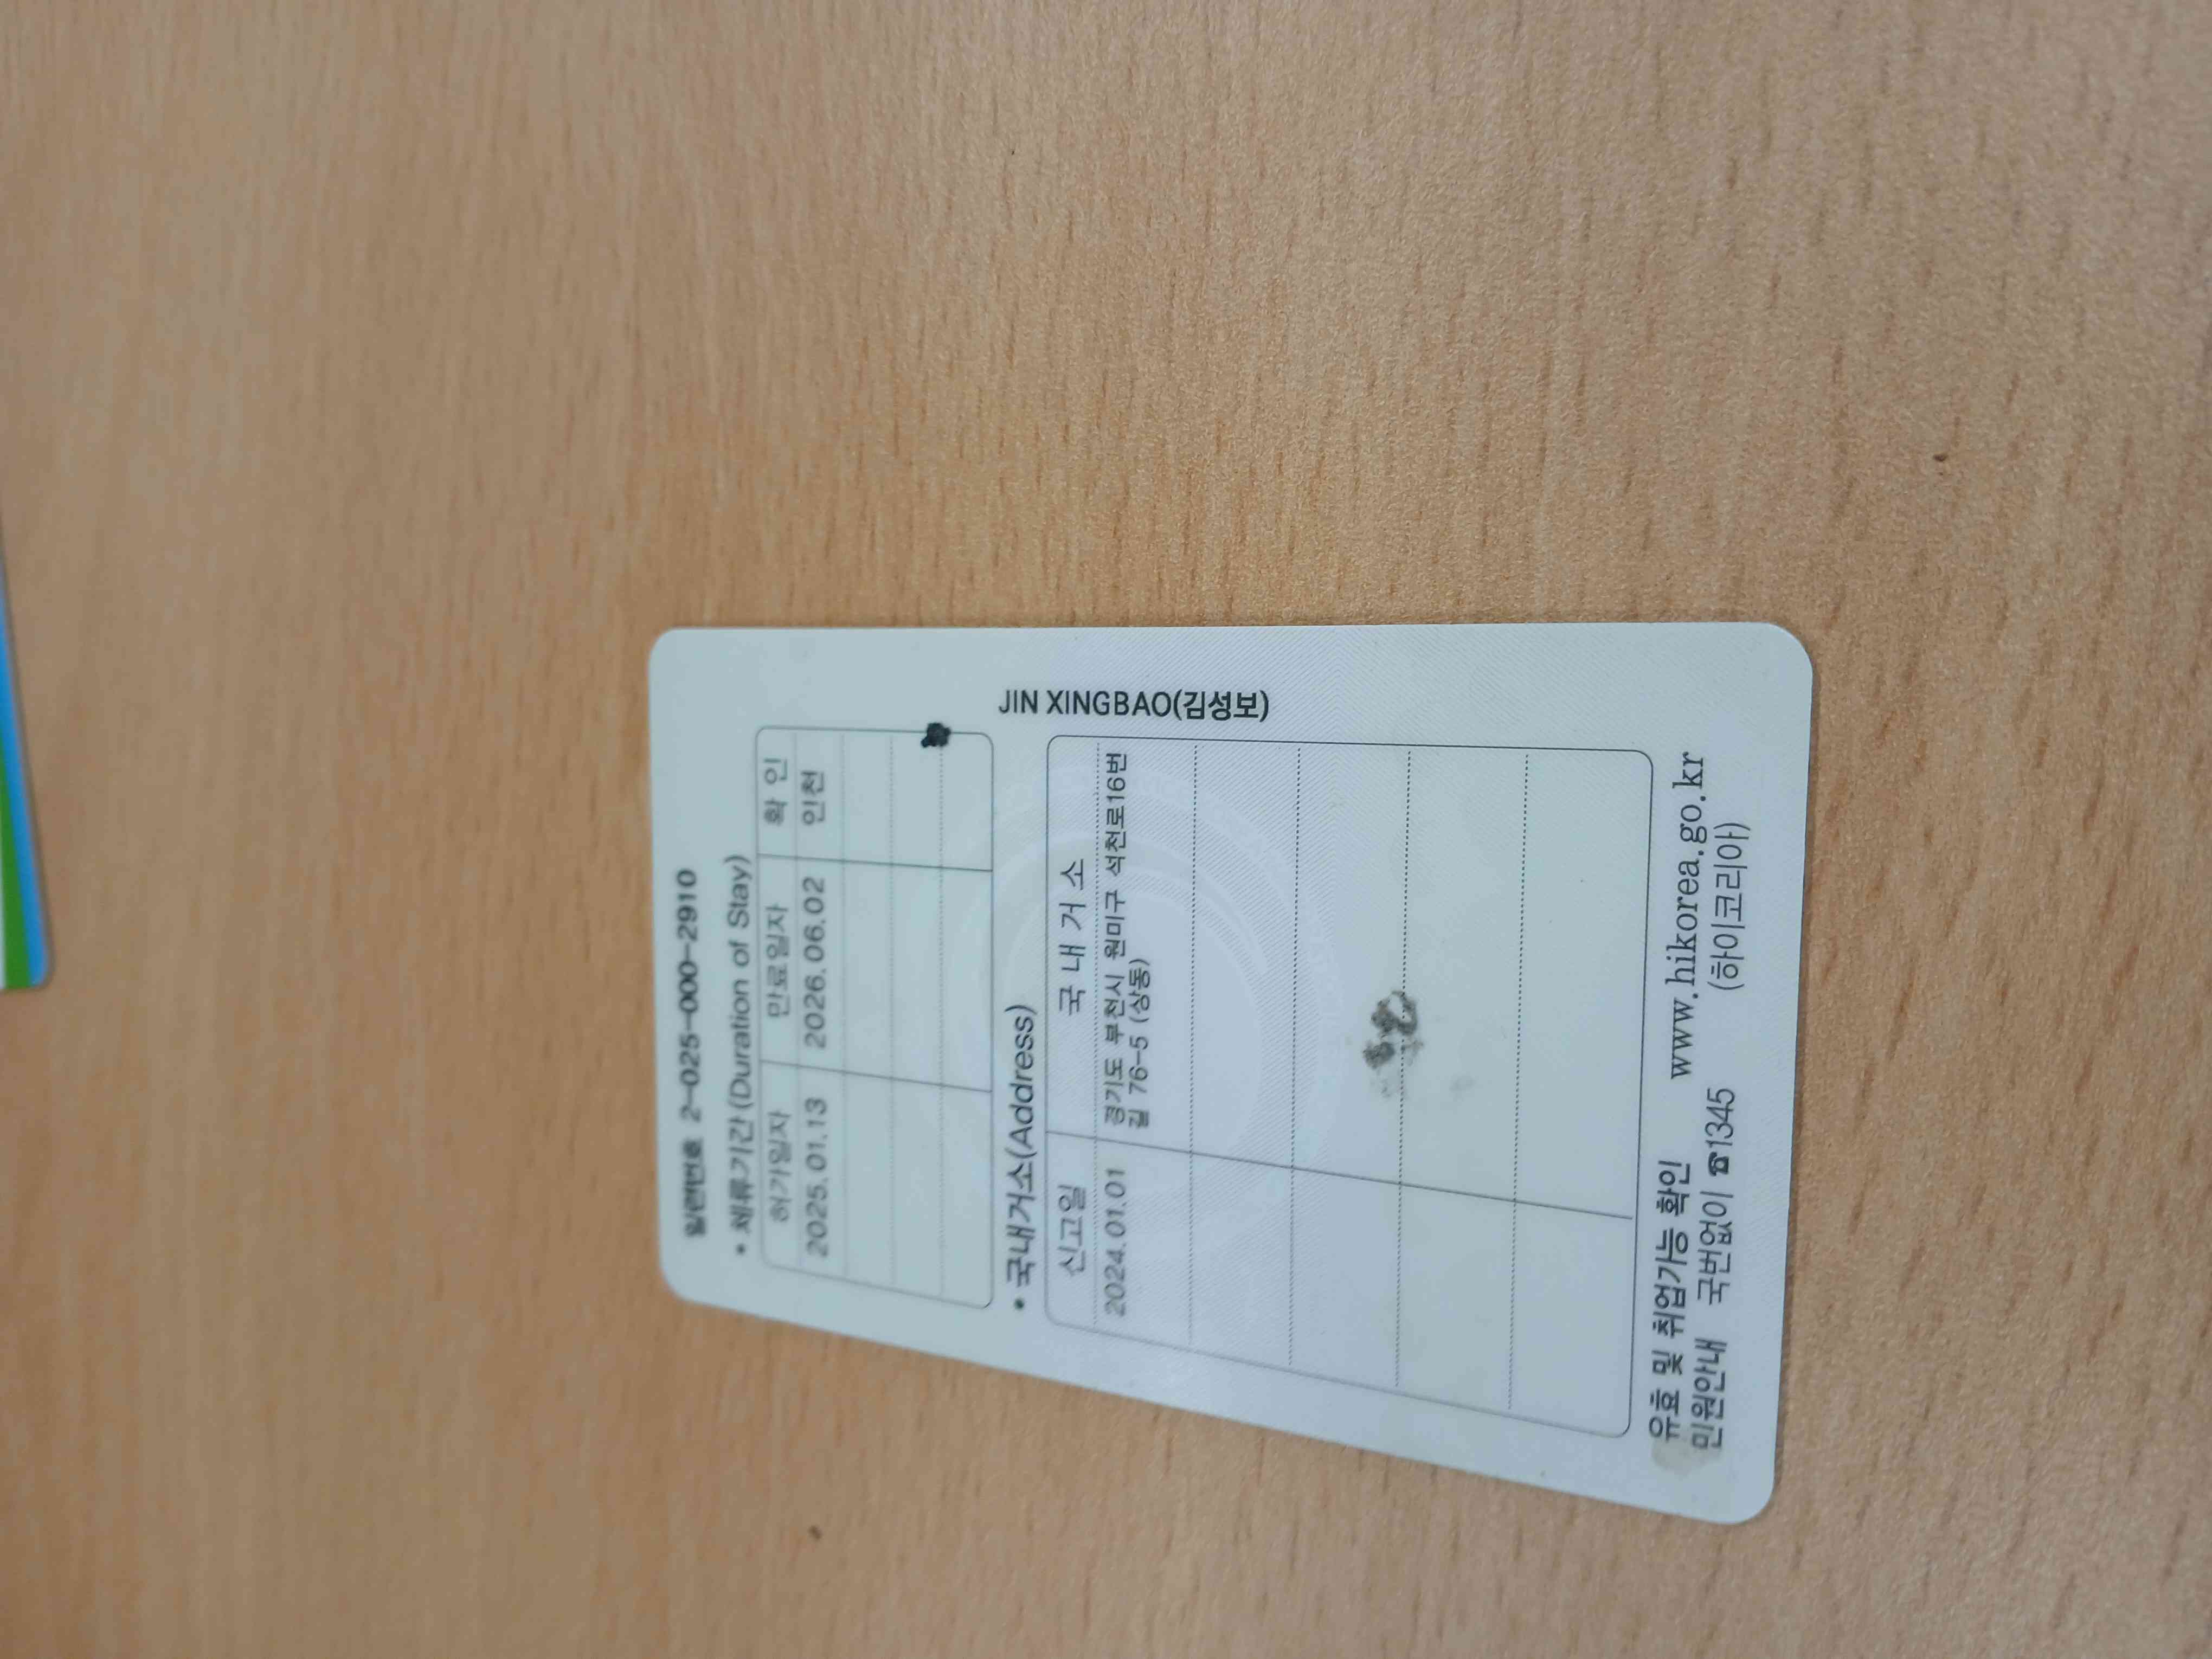 일련번호 2-025-000-2910
• 체류기간(Duration of Stay)
허가일자 만료일자 확 인
2025.01.13 2026.06.02 인천
JIN XINGBAO(김성보)
• 국내거소(Address)
신고일 국 내 거 소
2024.01.01 경기도 부천시 원미구 석천로16번
길 76-5 (상동)
유효 및 취업가능 확인 www.hikorea.go.kr
민원안내 국번없이 ☎1345 (하이코리아)